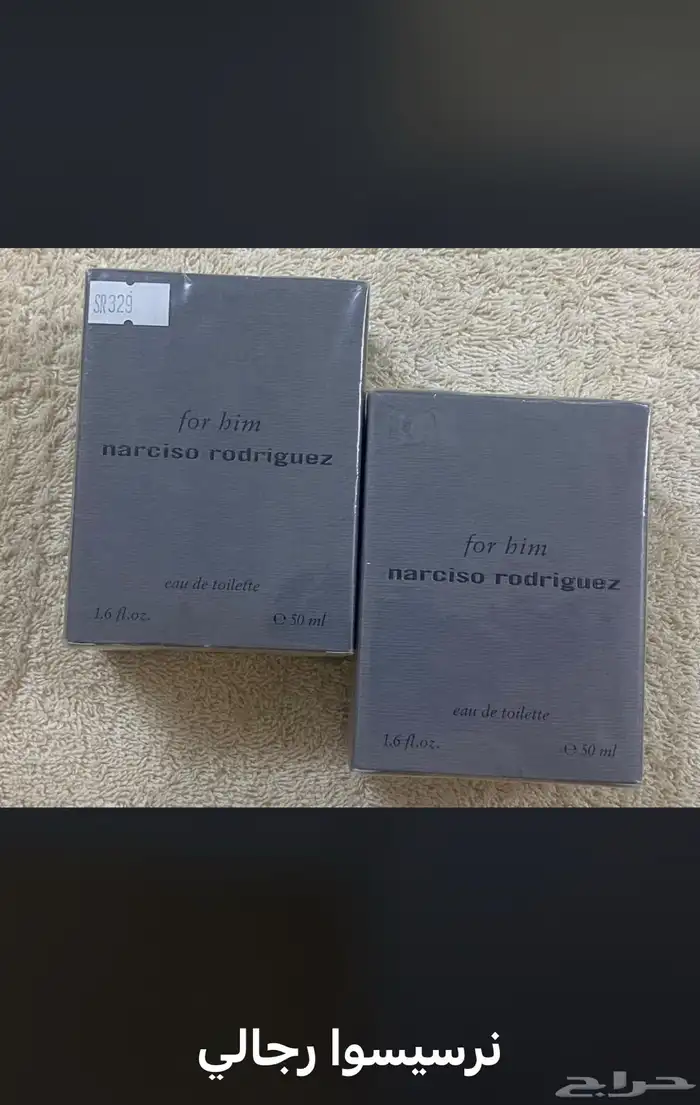 SR329
for him
narciso rodriguez
eau de toilette
1.6 fl.oz.
℮ 50 ml
for him
narciso rodriguez
eau de toilette
1.6 fl.oz.
℮ 50 ml
نرسيسوا رجالي
حراج